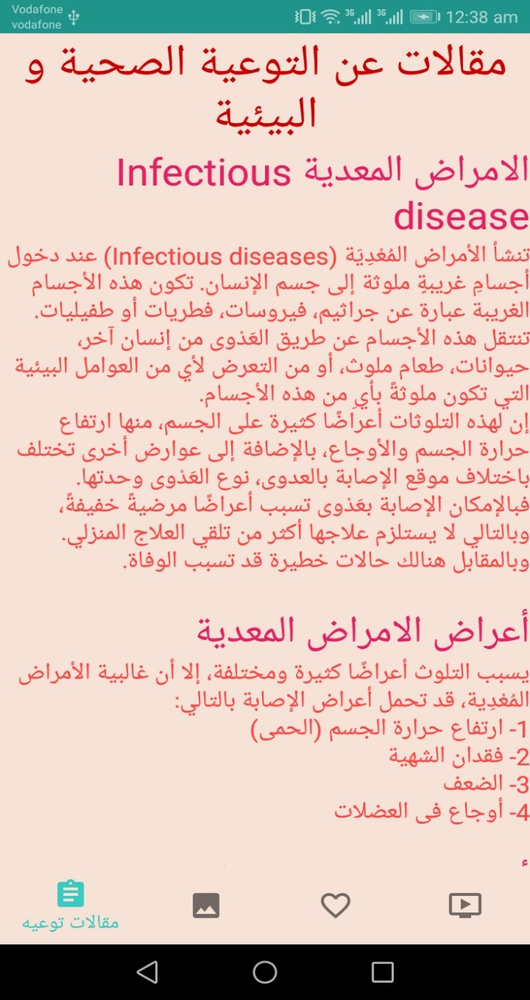 Vodafone
vodafone
3G 3G 12:38 am
مقالات عن التوعية الصحية و
البيئية
الامراض المعدية Infectious
disease
تنشأ الأمراض المُعْدِيَة (Infectious diseases) عند دخول
أجسامِ غريبةٍ ملوثة إلى جسم الإنسان. تكون هذه الأجسام
الغريبة عبارة عن جراثيم، فيروسات، فطريات أو طفيليات.
تنتقل هذه الأجسام عن طريق العَدْوى من إنسان آخر،
حيوانات، طعام ملوث، أو من التعرض لأي من العوامل البيئية
التي تكون ملوثةً بأيٍ من هذه الأجسام.
إن لهذه التلوثات أعراضًا كثيرة على الجسم، منها ارتفاع
حرارة الجسم والأوجاع، بالإضافة إلى عوارض أخرى تختلف
باختلاف موقع الإصابة بالعدوى، نوع العَدْوى وحدتها.
فبالإمكان الإصابة بعَدْوى تسبب أعراضًا مرضيةً خفيفةً،
وبالتالي لا يستلزم علاجها أكثر من تلقي العلاج المنزلي.
وبالمقابل هنالك حالات خطيرة قد تسبب الوفاة.
أعراض الامراض المعدية
يسبب التلوث أعراضًا كثيرة ومختلفة، إلا أن غالبية الأمراض
المُعْدِية، قد تحمل أعراض الإصابة بالتالي:
1- ارتفاع حرارة الجسم (الحمى)
2- فقدان الشهية
3- الضعف
4- أوجاع فى العضلات
مقالات توعيه